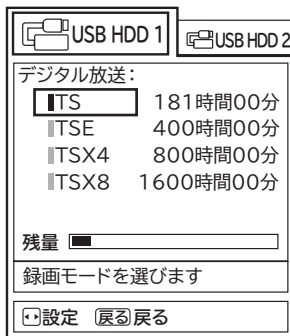 USB HDD 1
USB HDD 2
デジタル放送：
TS 181時間00分
TSE 400時間00分
TSX4 800時間00分
TSX8 1600時間00分
残量
録画モードを選びます
設定 戻る 戻る